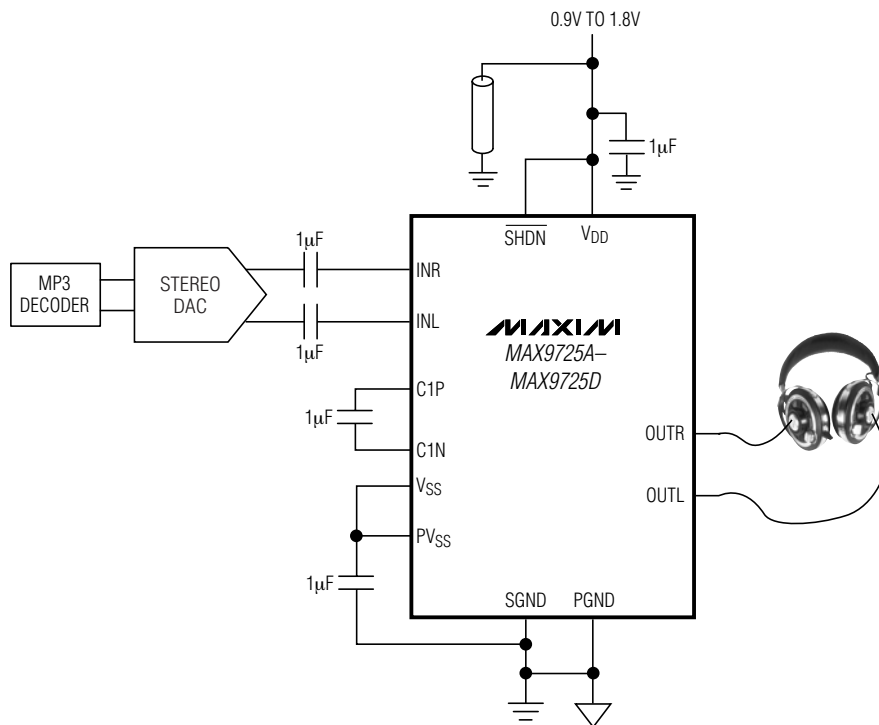 0.9V TO 1.8V
1µF
SHDN
VDD
1µF
MP3
DECODER
STEREO
DAC
INR
INL
1µF
MAXIM
MAX9725A–
MAX9725D
C1P
1µF
C1N
OUTR
VSS
OUTL
PVSS
1µF
SGND
PGND